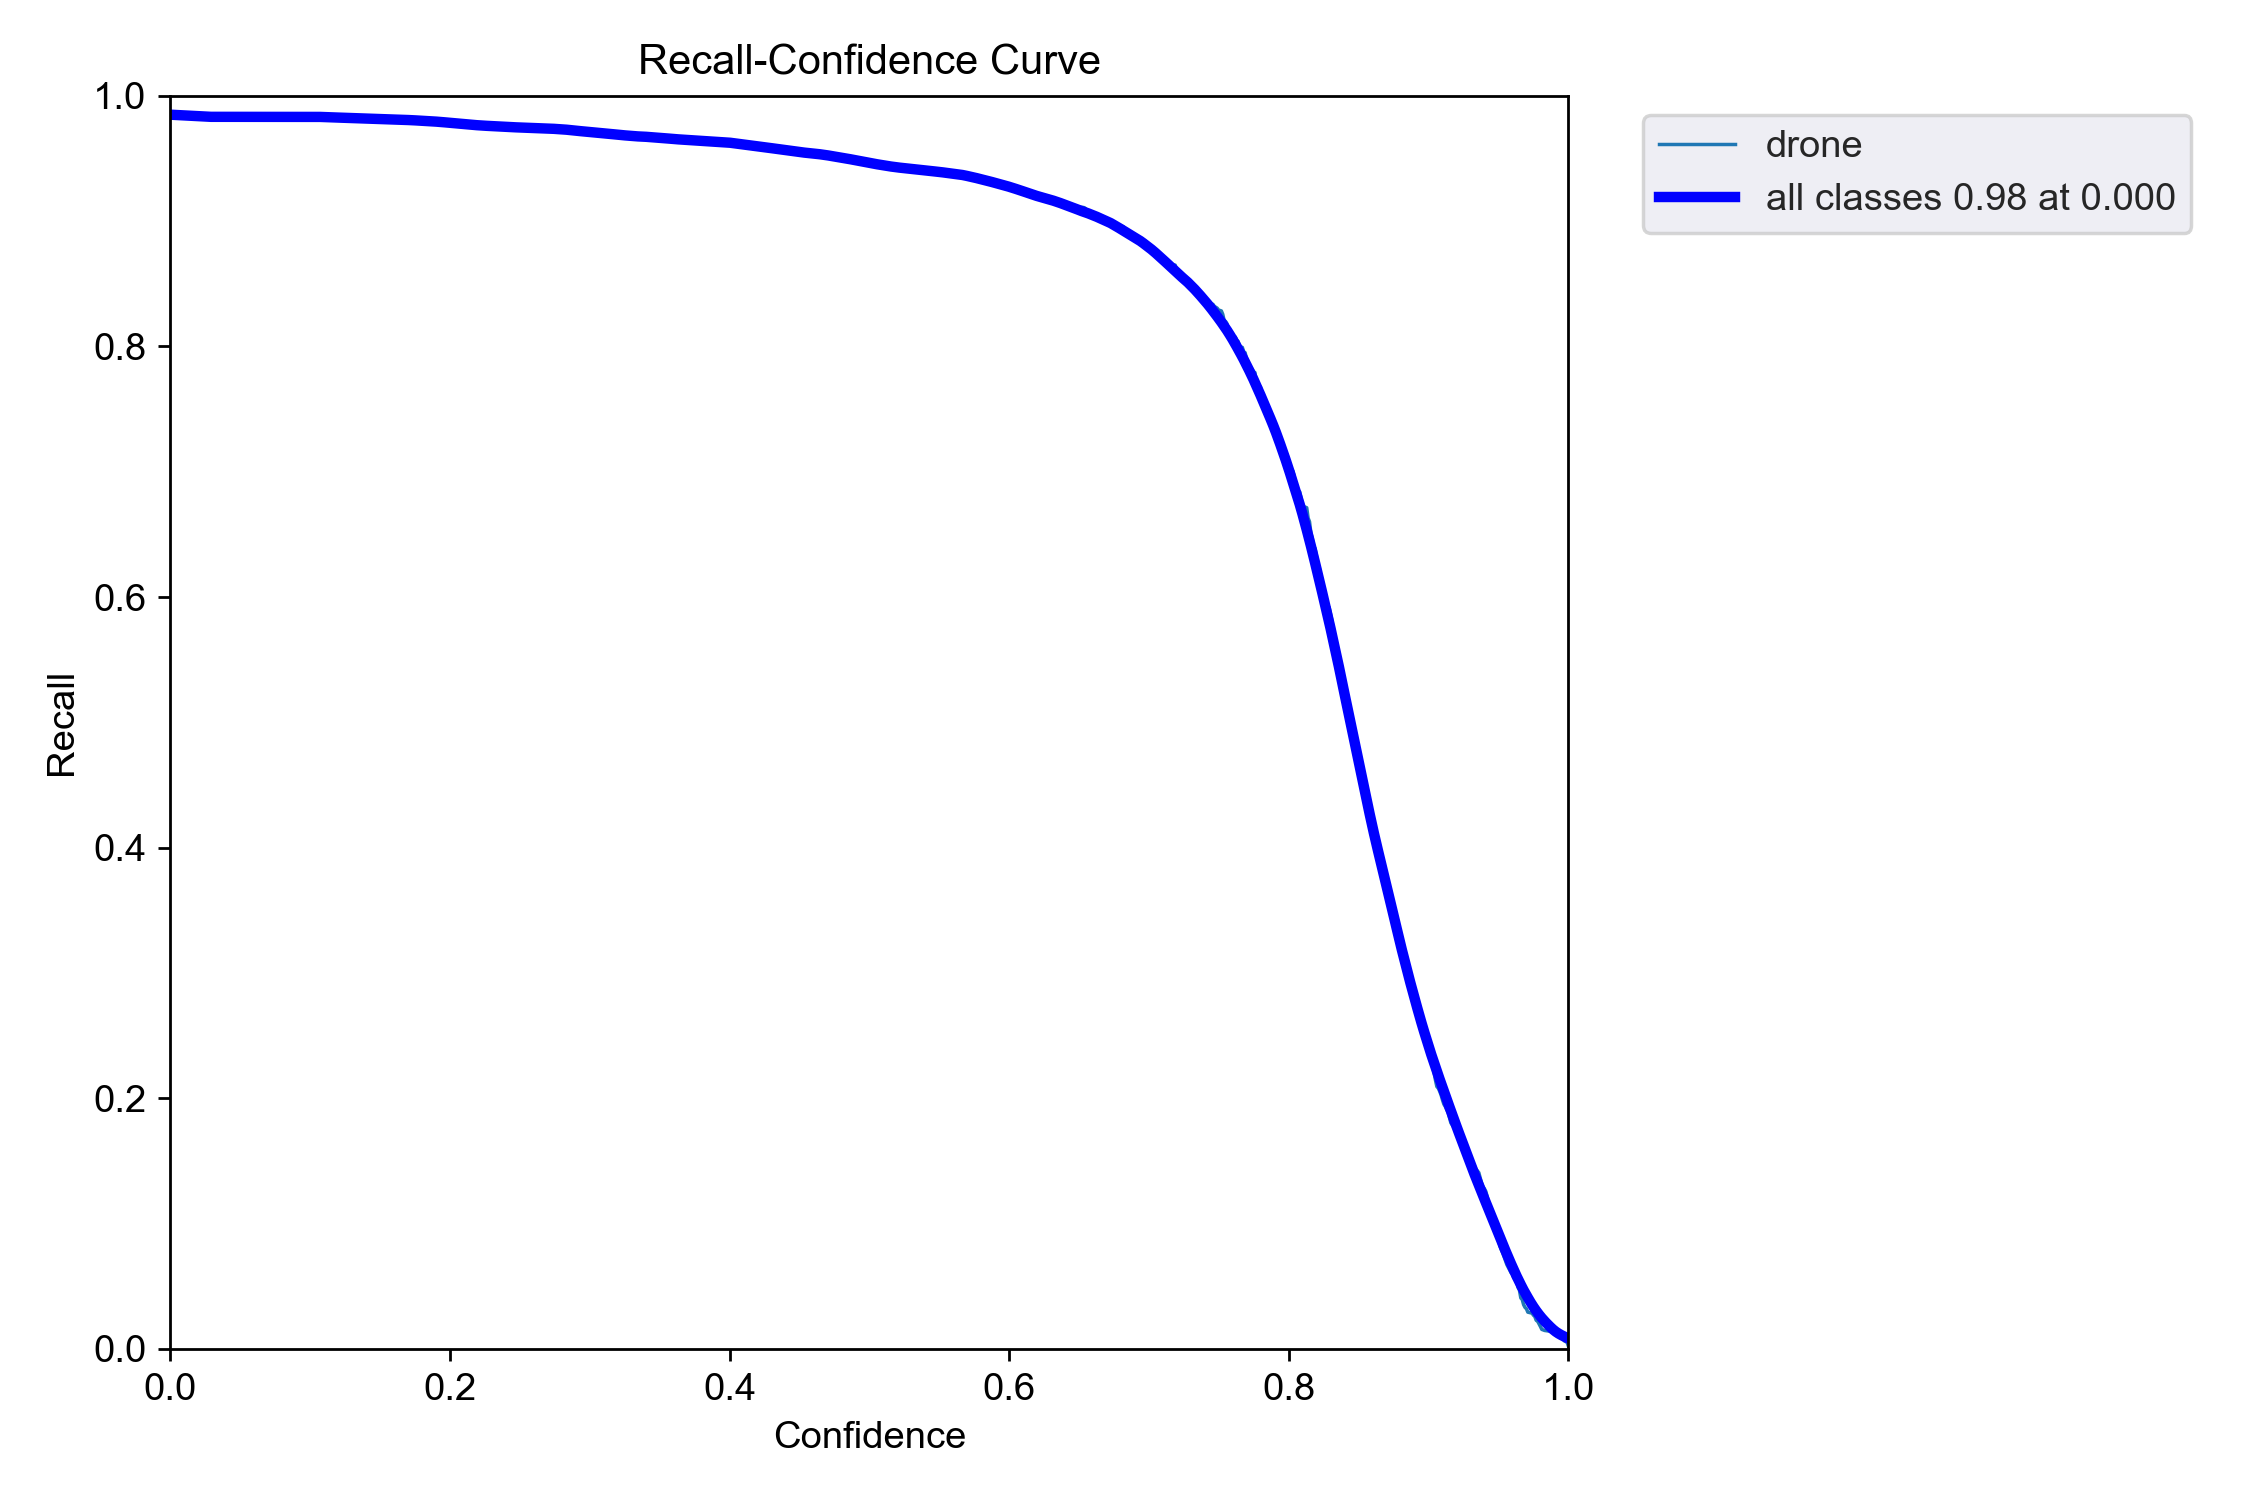 Recall-Confidence Curve
1.0
0.8
0.6
0.4
0.2
0.0
Recall
0.0 0.2 0.4 0.6 0.8 1.0
Confidence
drone
all classes 0.98 at 0.000